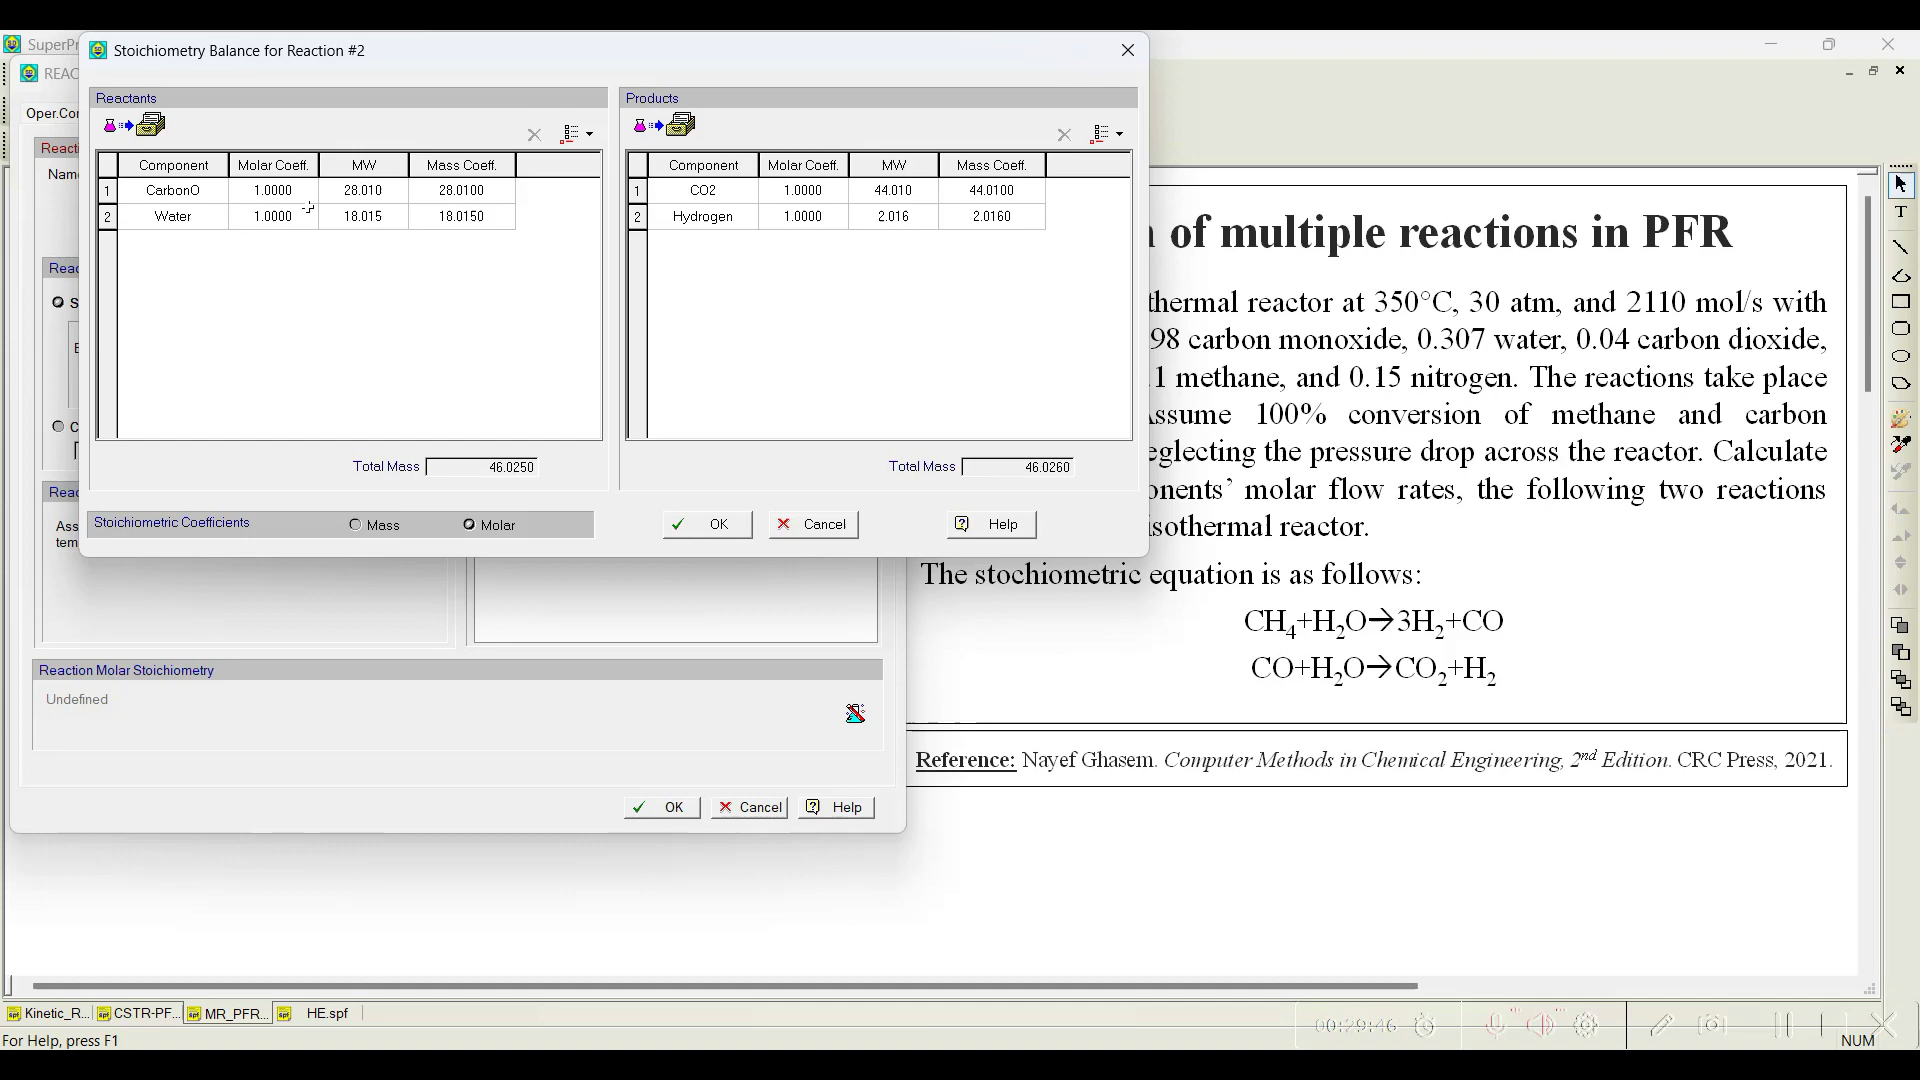 SuperPr
Stoichiometry Balance for Reaction #2
REAC
Oper.Con
Reacti
Nam
Reac
S
E
C
Reac
Ass
tem
Reactants
Component Molar Coeff. MW Mass Coeff.
1 CarbonO 1.0000 28.010 28.0100
2 Water 1.0000 18.015 18.0150
Total Mass 46.0250
Products
Component Molar Coeff. MW Mass Coeff.
1 CO2 1.0000 44.010 44.0100
2 Hydrogen 1.0000 2.016 2.0160
Total Mass 46.0260
Stoichiometric Coefficients Mass Molar
OK Cancel Help
of multiple reactions in PFR
thermal reactor at 350°C, 30 atm, and 2110 mol/s with
98 carbon monoxide, 0.307 water, 0.04 carbon dioxide,
.1 methane, and 0.15 nitrogen. The reactions take place
Assume 100% conversion of methane and carbon
eglecting the pressure drop across the reactor. Calculate
onents’ molar flow rates, the following two reactions
isothermal reactor.
The stochiometric equation is as follows:
CH₄+H₂O→3H₂+CO
CO+H₂O→CO₂+H₂
Reference: Nayef Ghasem. Computer Methods in Chemical Engineering, 2nd Edition. CRC Press, 2021.
Reaction Molar Stoichiometry
Undefined
OK Cancel Help
T
Kinetic_R... CSTR-PF... MR_PFR... HE.spf
00:29:46
For Help, press F1
NUM